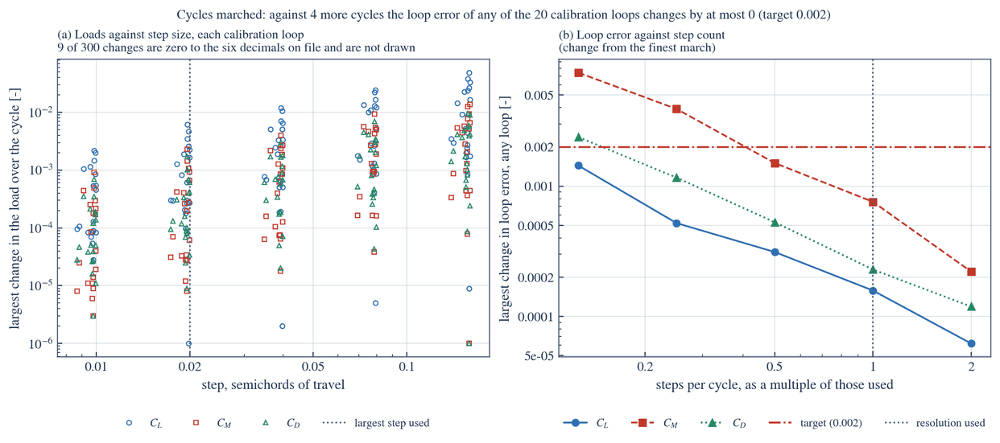 Cycles marched: against 4 more cycles the loop error of any of the 20 calibration loops changes by at most 0 (target 0.002)
(a) Loads against step size, each calibration loop
9 of 300 changes are zero to the six decimals on file and are not drawn
largest change in the load over the cycle [-]
10⁻²
10⁻³
10⁻⁴
10⁻⁵
10⁻⁶
0.01 0.02 0.05 0.1
step, semichords of travel
C_L C_M C_D largest step used
(b) Loop error against step count
(change from the finest march)
largest change in loop error, any loop [-]
0.005
0.002
0.001
0.0005
0.0002
0.0001
5e-05
0.2 0.5 1 2
steps per cycle, as a multiple of those used
C_L C_M C_D target (0.002) resolution used